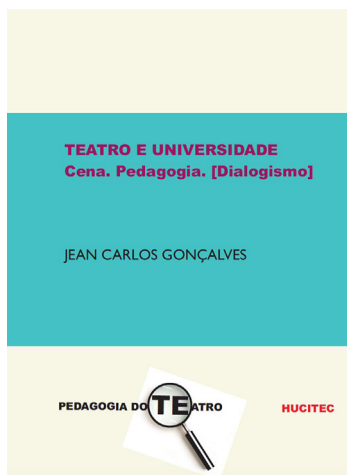 TEATRO E UNIVERSIDADE
Cena. Pedagogia. [Dialogismo]
JEAN CARLOS GONÇALVES
PEDAGOGIA DO TEATRO
HUCITEC